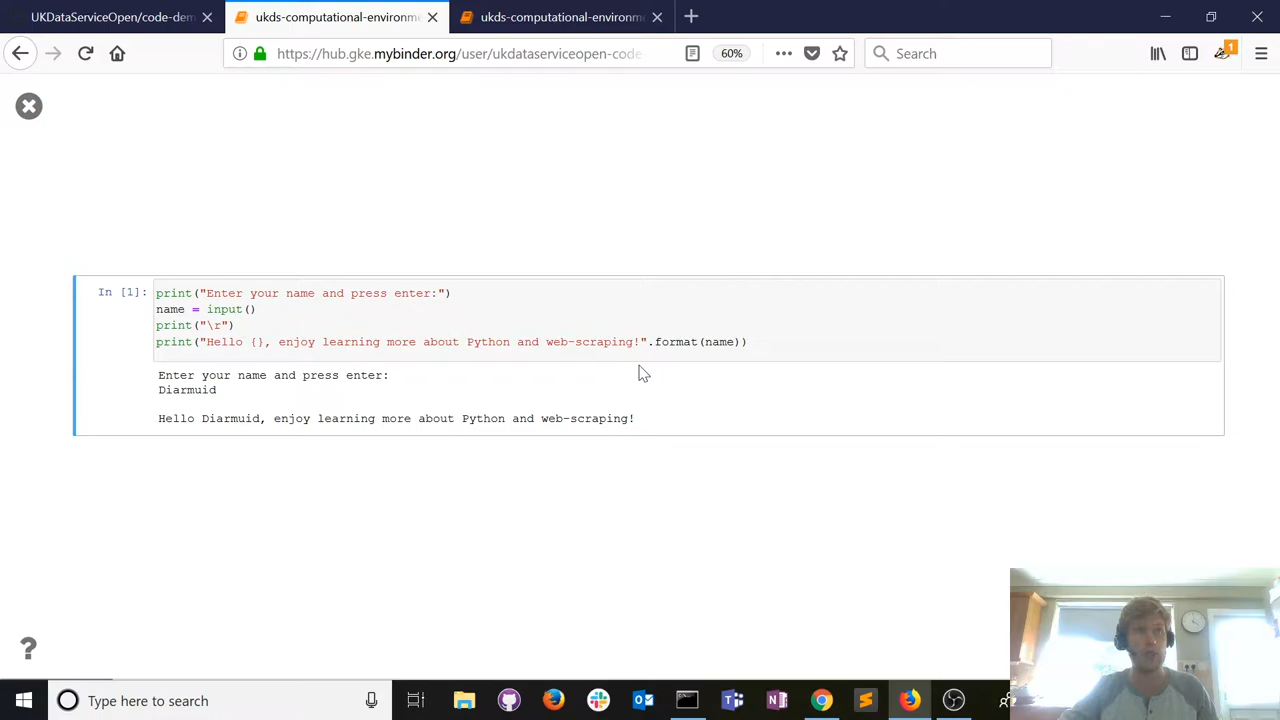 UKDataServiceOpen/code-dem
ukds-computational-environme
ukds-computational-environme
https://hub.gke.mybinder.org/user/ukdataserviceopen-code-
60%
Search
1
In [1]:
print("Enter your name and press enter:")
name = input()
print("\r")
print("Hello {}, enjoy learning more about Python and web-scraping!".format(name))
Enter your name and press enter:
Diarmuid
Hello Diarmuid, enjoy learning more about Python and web-scraping!
?
Type here to search